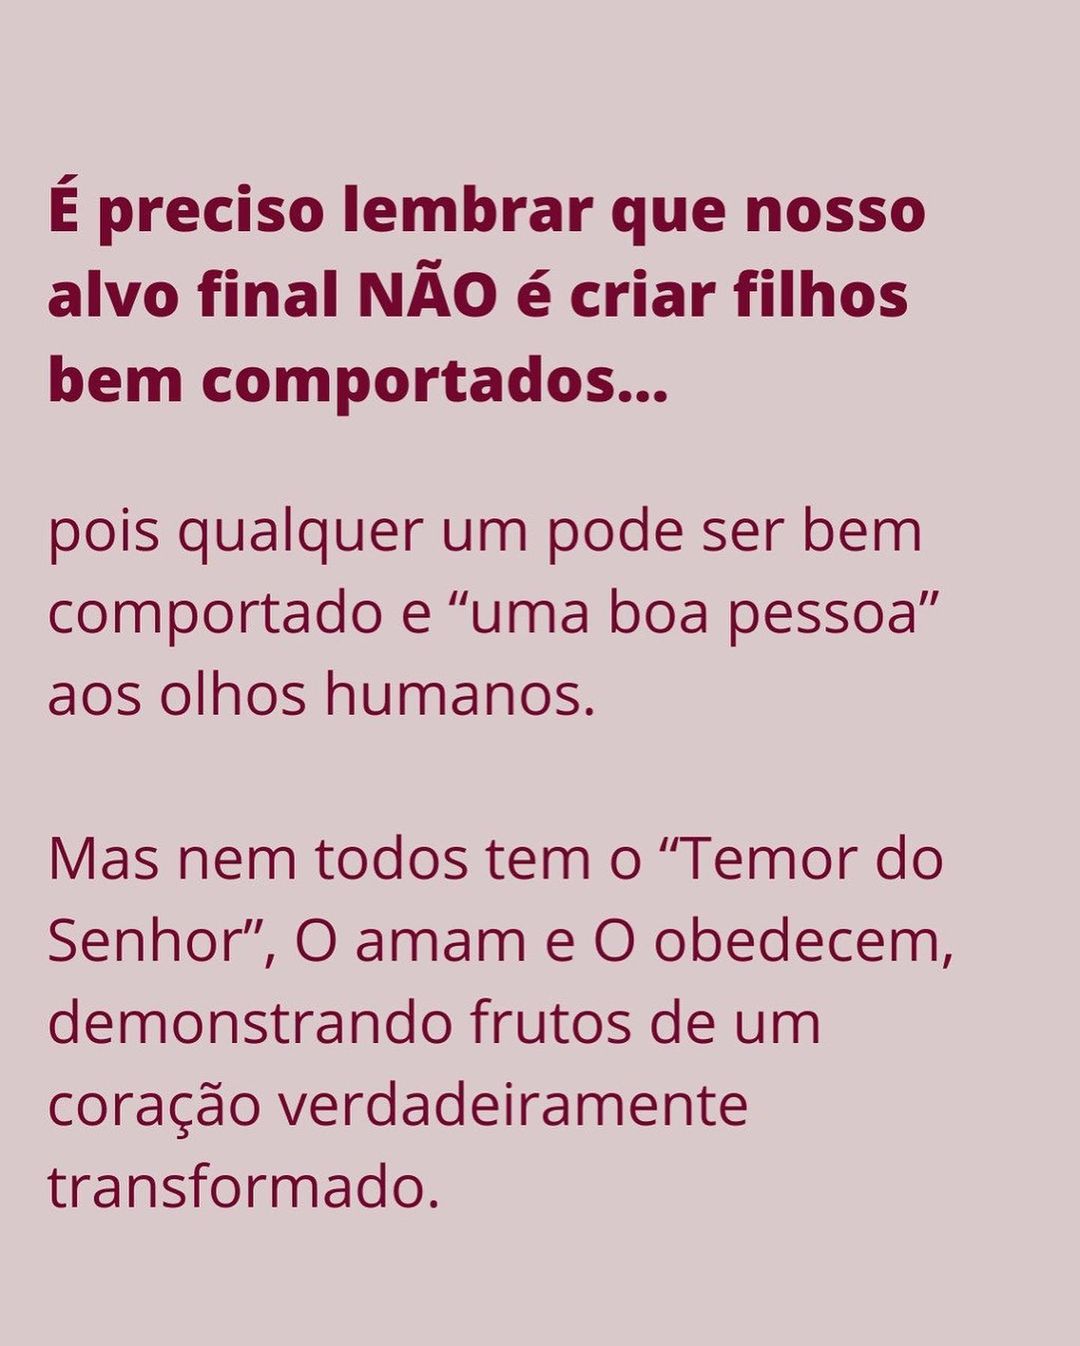 É preciso lembrar que nosso
alvo final NÃO é criar filhos
bem comportados...
pois qualquer um pode ser bem
comportado e “uma boa pessoa”
aos olhos humanos.
Mas nem todos tem o “Temor do
Senhor”, O amam e O obedecem,
demonstrando frutos de um
coração verdadeiramente
transformado.